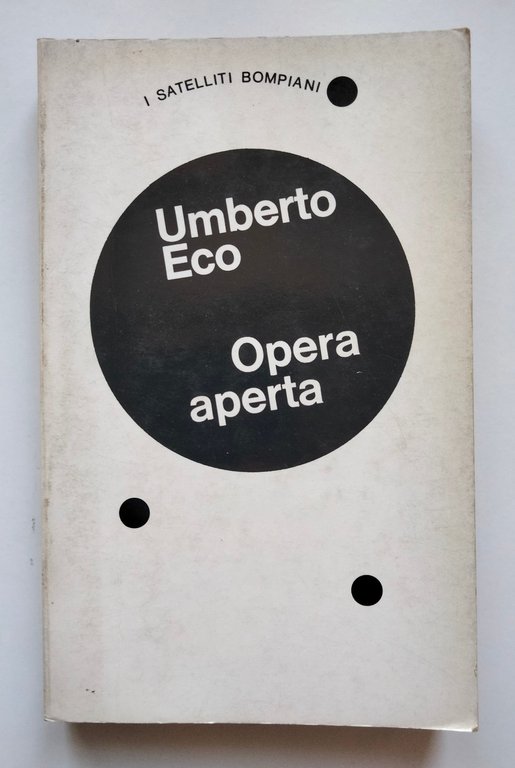 I SATELLITI BOMPIANI
Umberto
Eco
Opera
aperta